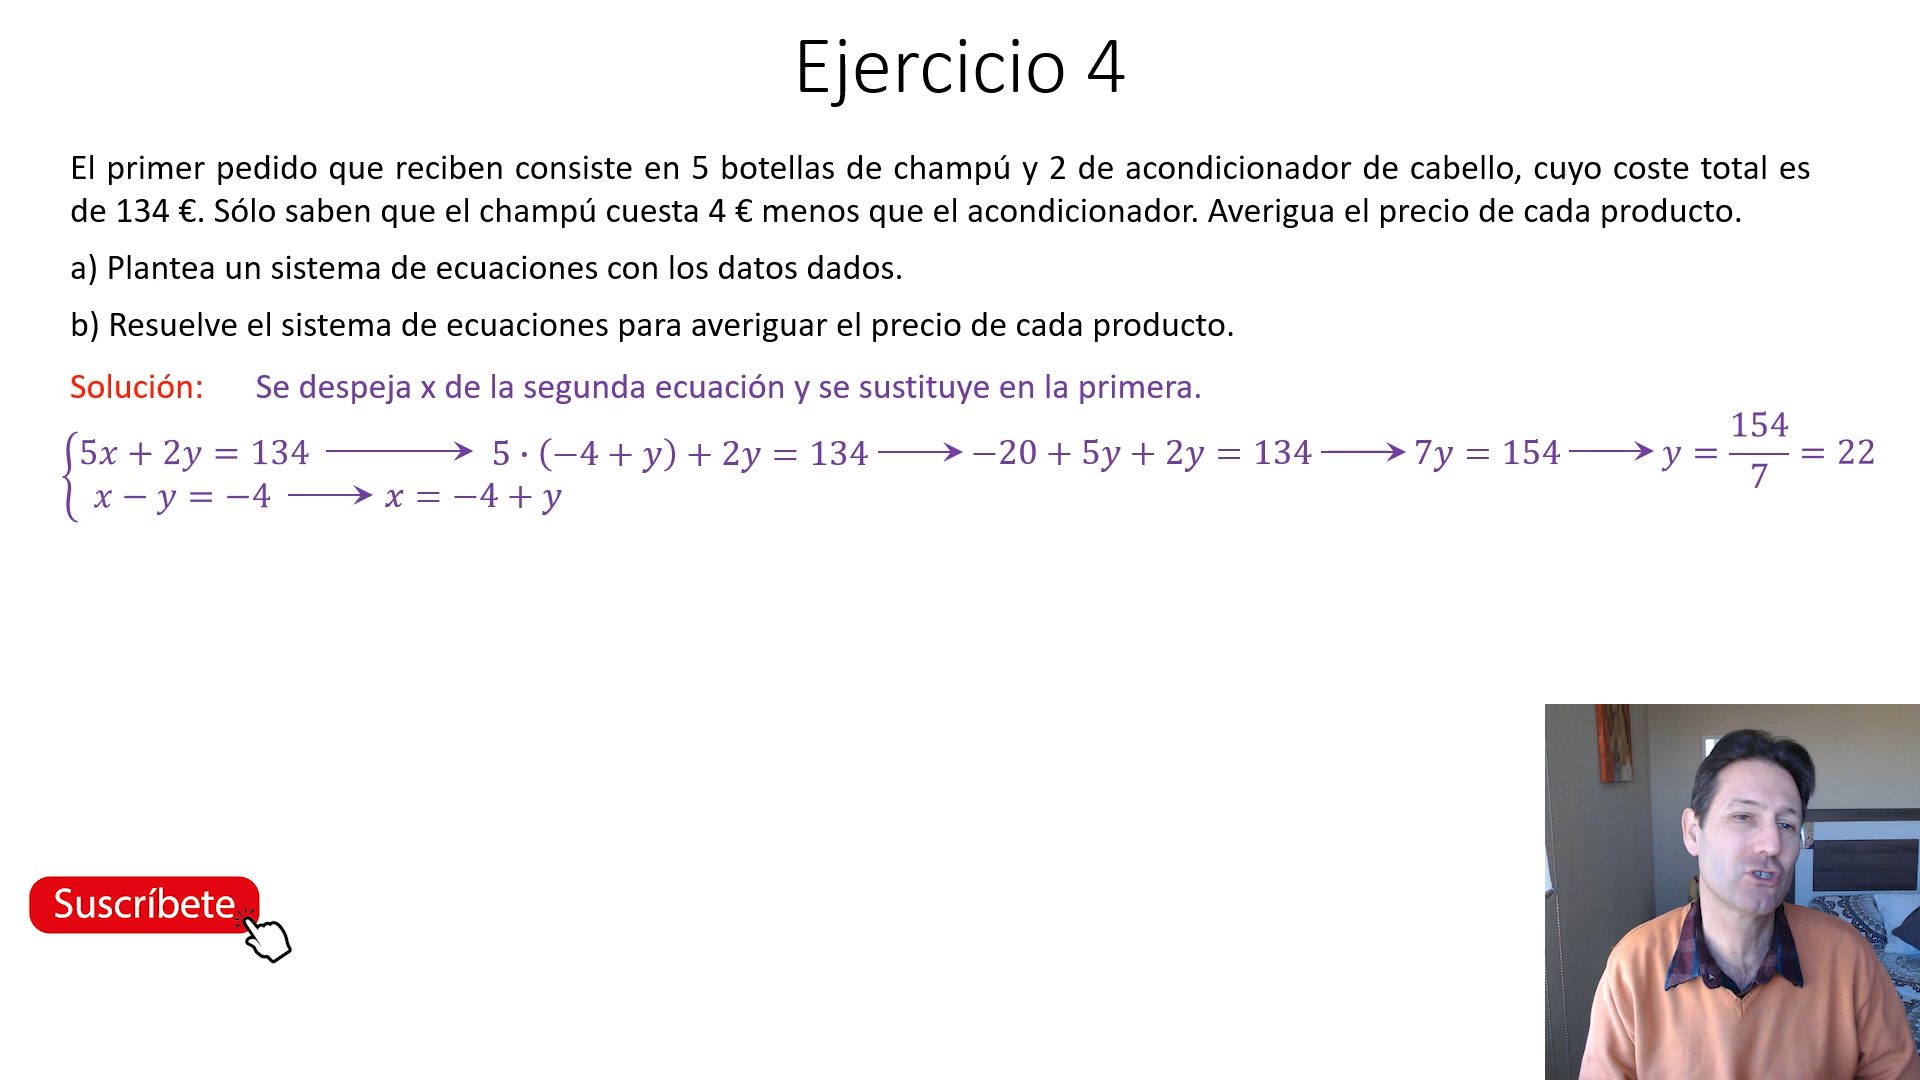 Ejercicio 4
El primer pedido que reciben consiste en 5 botellas de champú y 2 de acondicionador de cabello, cuyo coste total es
de 134 €. Sólo saben que el champú cuesta 4 € menos que el acondicionador. Averigua el precio de cada producto.
a) Plantea un sistema de ecuaciones con los datos dados.
b) Resuelve el sistema de ecuaciones para averiguar el precio de cada producto.
Solución: Se despeja x de la segunda ecuación y se sustituye en la primera.
{5x + 2y = 134 ⟶ 5 · (−4 + y) + 2y = 134 ⟶ −20 + 5y + 2y = 134 ⟶ 7y = 154 ⟶ y = 154/7 = 22
x − y = −4 ⟶ x = −4 + y
Suscríbete